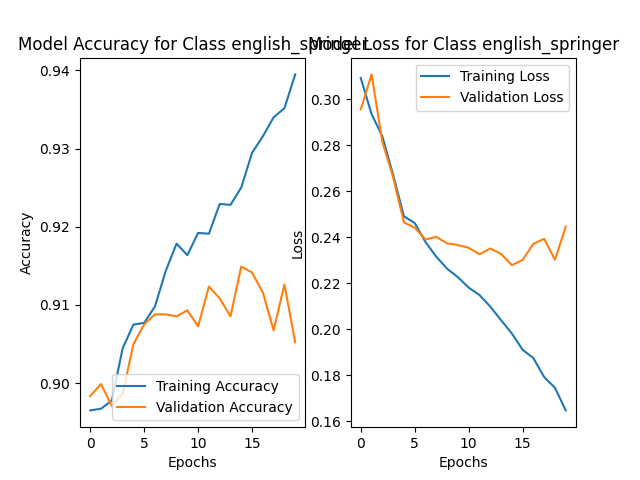 Model Accuracy for Class english_springer
0.94
0.93
0.92
0.91
0.90
Accuracy
Training Accuracy
Validation Accuracy
0 5 10 15
Epochs
Model Loss for Class english_springer
0.30
0.28
0.26
0.24
0.22
0.20
0.18
0.16
Loss
Training Loss
Validation Loss
0 5 10 15
Epochs